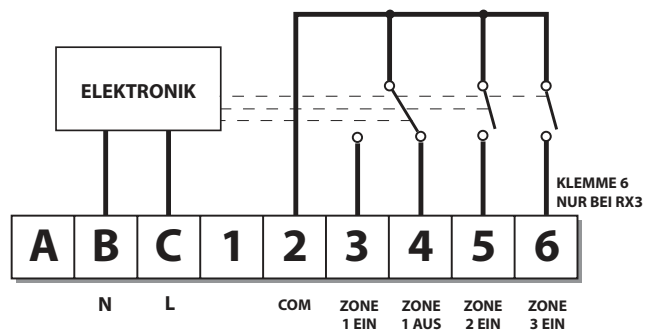 ELEKTRONIK
KLEMME 6
NUR BEI RX3
A B C 1 2 3 4 5 6
N L COM ZONE ZONE ZONE ZONE
1 EIN 1 AUS 2 EIN 3 EIN